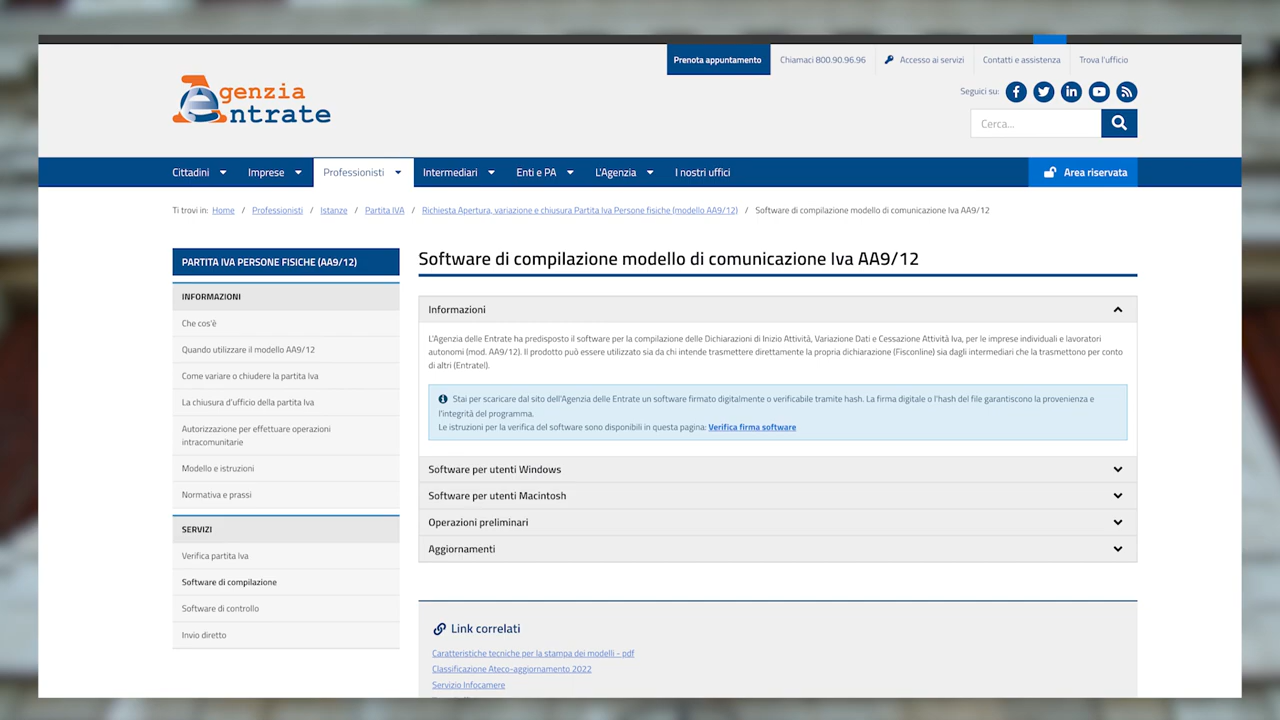 Prenota appuntamento
Chiamaci 800.90.96.96
Accesso ai servizi
Contatti e assistenza
Trova l'ufficio
Agenzia
Entrate
Seguici su:
Cerca...
Cittadini
Imprese
Professionisti
Intermediari
Enti e PA
L'Agenzia
I nostri uffici
Area riservata
Ti trovi in: Home / Professionisti / Istanze / Partita IVA / Richiesta Apertura, variazione e chiusura Partita Iva Persone fisiche (modello AA9/12) / Software di compilazione modello di comunicazione Iva AA9/12
PARTITA IVA PERSONE FISICHE (AA9/12)
INFORMAZIONI
Che cos'è
Quando utilizzare il modello AA9/12
Come variare o chiudere la partita Iva
La chiusura d'ufficio della partita Iva
Autorizzazione per effettuare operazioni
intracomunitarie
Modello e istruzioni
Normativa e prassi
SERVIZI
Verifica partita Iva
Software di compilazione
Software di controllo
Invio diretto
Software di compilazione modello di comunicazione Iva AA9/12
Informazioni
L'Agenzia delle Entrate ha predisposto il software per la compilazione delle Dichiarazioni di Inizio Attività, Variazione Dati e Cessazione Attività Iva, per le imprese individuali e lavoratori
autonomi (mod. AA9/12). Il prodotto può essere utilizzato sia da chi intende trasmettere direttamente la propria dichiarazione (Fisconline) sia dagli intermediari che la trasmettono per conto
di altri (Entratel).
Stai per scaricare dal sito dell'Agenzia delle Entrate un software firmato digitalmente o verificabile tramite hash. La firma digitale o l'hash del file garantiscono la provenienza e
l'integrità del programma.
Le istruzioni per la verifica del software sono disponibili in questa pagina: Verifica firma software
Software per utenti Windows
Software per utenti Macintosh
Operazioni preliminari
Aggiornamenti
Link correlati
Caratteristiche tecniche per la stampa dei modelli - pdf
Classificazione Ateco-aggiornamento 2022
Servizio Infocamere